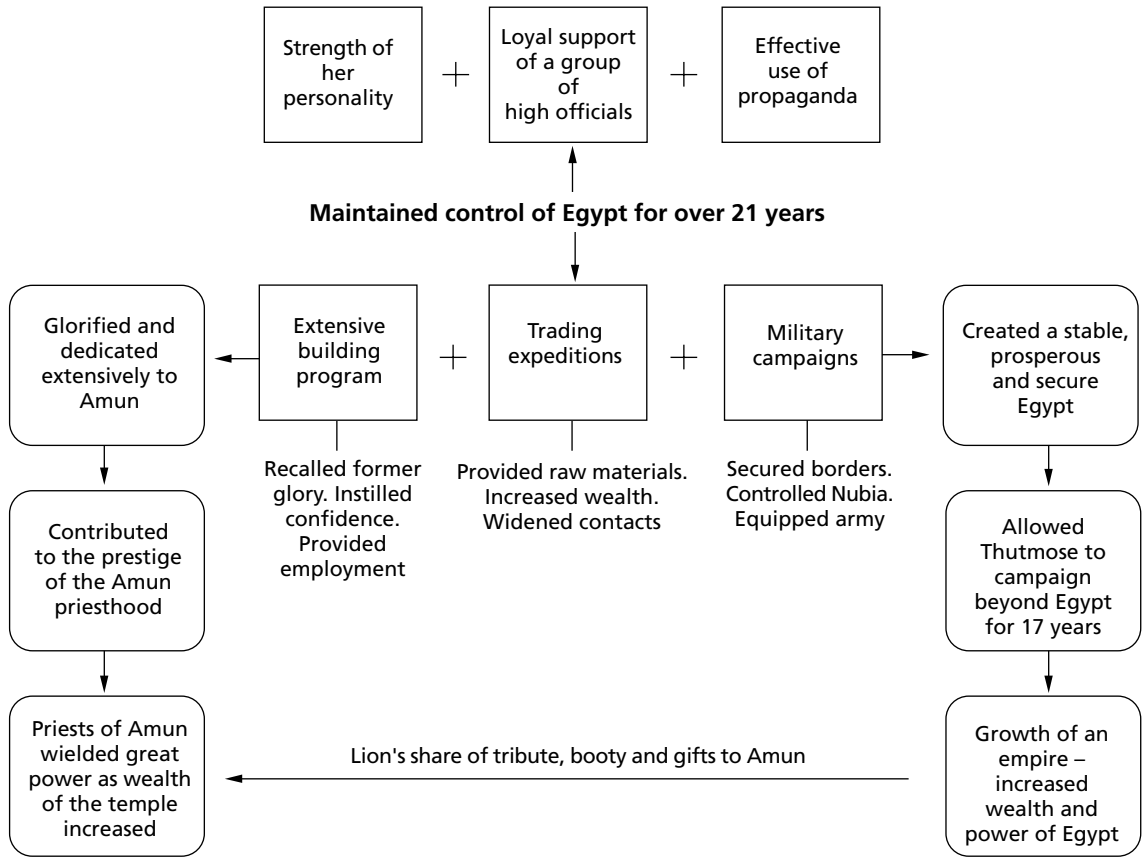 Strength of
her
personality
+
Loyal support
of a group
of
high officials
+
Effective
use of
propaganda
Maintained control of Egypt for over 21 years
Glorified and
dedicated
extensively to
Amun
Extensive
building
program
+
Trading
expeditions
+
Military
campaigns
Created a stable,
prosperous
and secure
Egypt
Recalled former
glory. Instilled
confidence.
Provided
employment
Provided raw materials.
Increased wealth.
Widened contacts
Secured borders.
Controlled Nubia.
Equipped army
Contributed
to the prestige
of the Amun
priesthood
Allowed
Thutmose to
campaign
beyond Egypt
for 17 years
Priests of Amun
wielded great
power as wealth
of the temple
increased
Lion's share of tribute, booty and gifts to Amun
Growth of an
empire –
increased
wealth and
power of Egypt